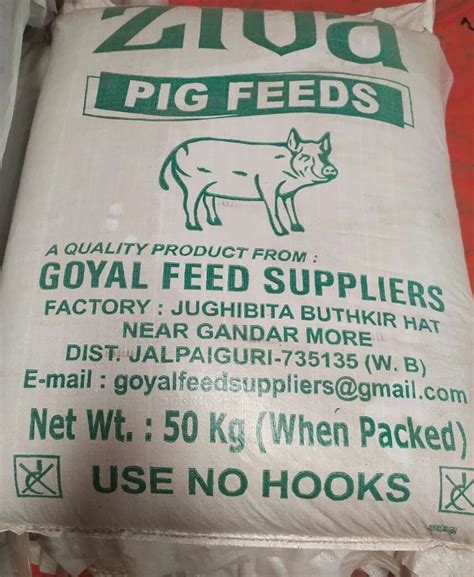 Ziva
PIG FEEDS
A QUALITY PRODUCT FROM :
GOYAL FEED SUPPLIERS
FACTORY : JUGHIBITA BUTHKIR HAT
NEAR GANDAR MORE
DIST. JALPAIGURI-735135 (W. B)
E-mail : goyalfeedsuppliers@gmail.com
Net Wt. : 50 Kg (When Packed)
USE NO HOOKS